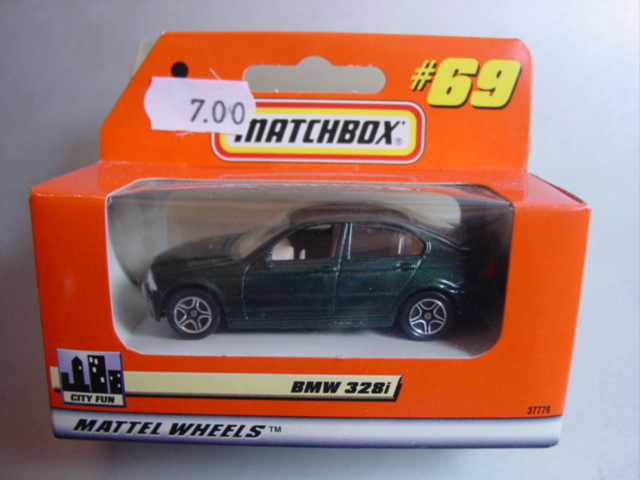 #69
7.00
MATCHBOX®
BMW 328i
CITY FUN
37779
MATTEL WHEELS™